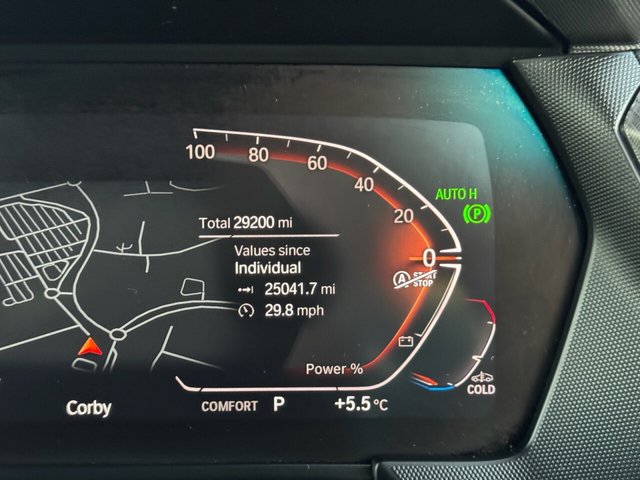 100 80 60 40 20 0
AUTO H
P
Total 29200 mi
Values since
Individual
25041.7 mi
29.8 mph
A START STOP
Power %
Corby
COMFORT P +5.5 °C
COLD